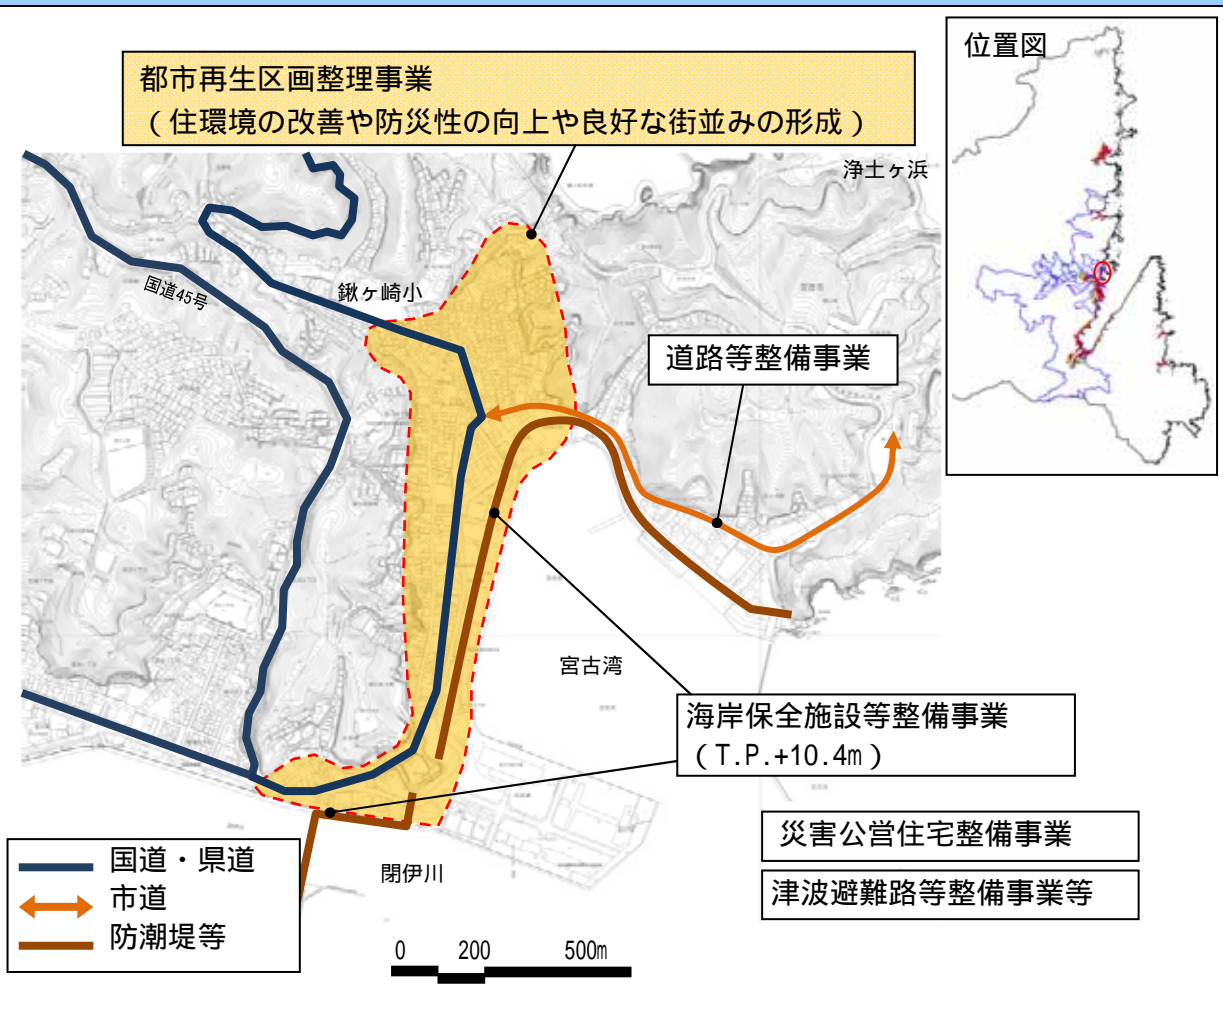 位置図
都市再生区画整理事業
（住環境の改善や防災性の向上や良好な街並みの形成）
浄土ヶ浜
国道45号
鍬ヶ崎小
道路等整備事業
宮古湾
海岸保全施設等整備事業
（T.P.+10.4m）
災害公営住宅整備事業
津波避難路等整備事業等
国道・県道
市道
防潮堤等
閉伊川
0 200 500m